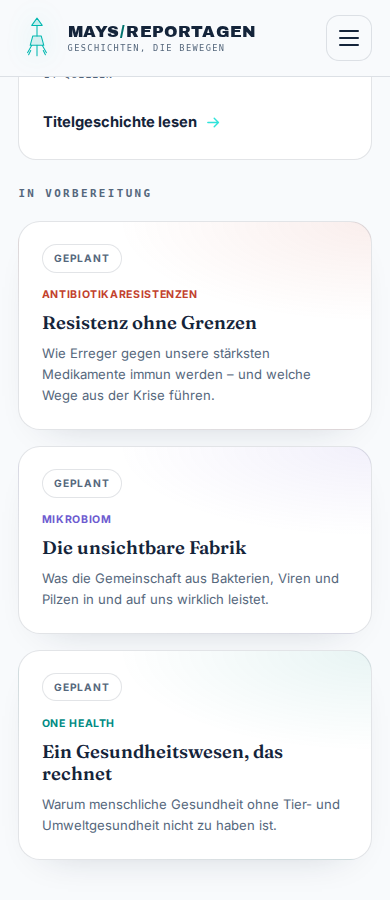 MAYS/REPORTAGEN
GESCHICHTEN, DIE BEWEGEN
Titelgeschichte lesen →
IN VORBEREITUNG
GEPLANT
ANTIBIOTIKARESISTENZEN
Resistenz ohne Grenzen
Wie Erreger gegen unsere stärksten
Medikamente immun werden – und welche
Wege aus der Krise führen.
GEPLANT
MIKROBIOM
Die unsichtbare Fabrik
Was die Gemeinschaft aus Bakterien, Viren und
Pilzen in und auf uns wirklich leistet.
GEPLANT
ONE HEALTH
Ein Gesundheitswesen, das
rechnet
Warum menschliche Gesundheit ohne Tier- und
Umweltgesundheit nicht zu haben ist.